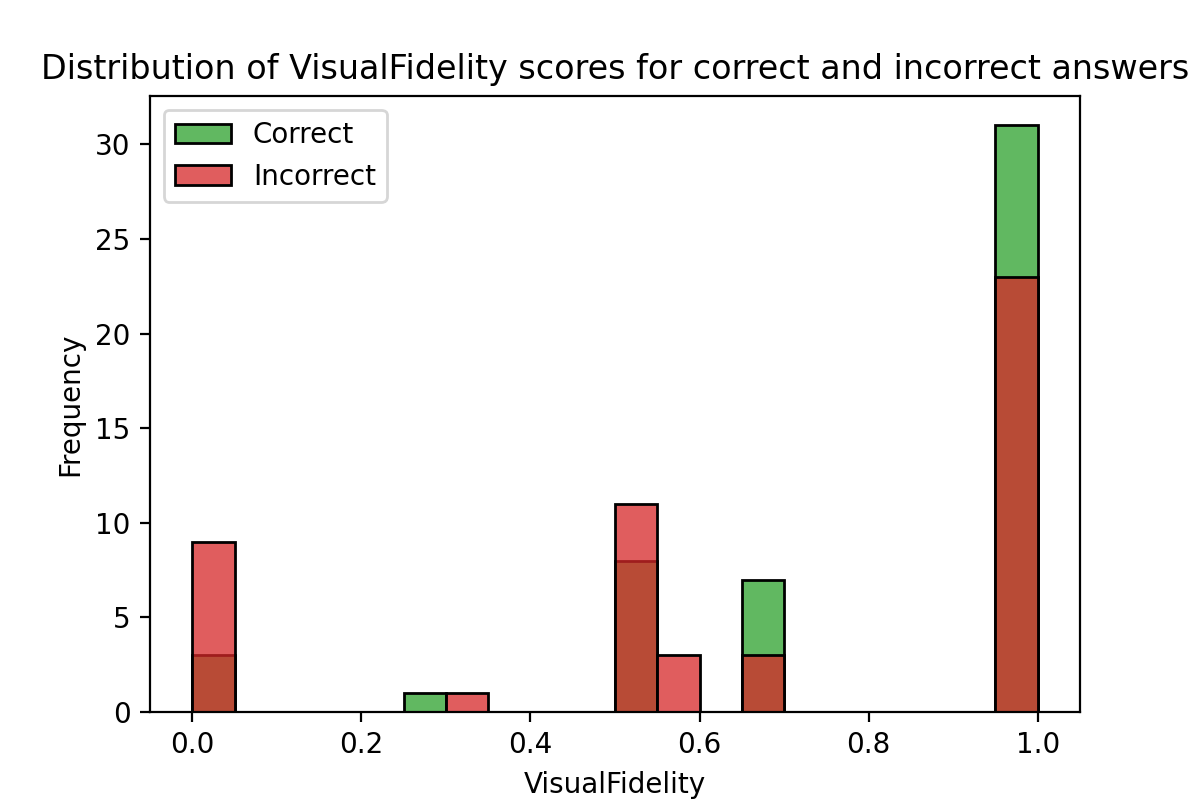 Distribution of VisualFidelity scores for correct and incorrect answers
Correct
Incorrect
30
25
20
15
10
5
0
Frequency
0.0 0.2 0.4 0.6 0.8 1.0
VisualFidelity